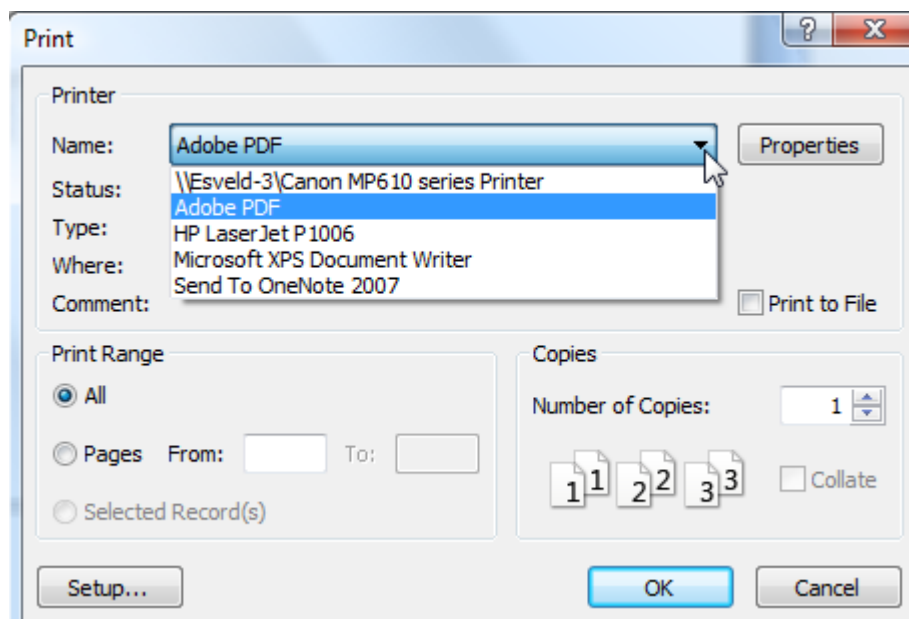 Print
Printer
Name: Adobe PDF Properties
\\Esveld-3\Canon MP610 series Printer
Status:
Adobe PDF
Type: HP LaserJet P1006
Where: Microsoft XPS Document Writer
Send To OneNote 2007
Comment: Print to File
Print Range
All
Pages From: To:
Selected Record(s)
Copies
Number of Copies: 1
1 1 2 2 3 3 Collate
Setup... OK Cancel